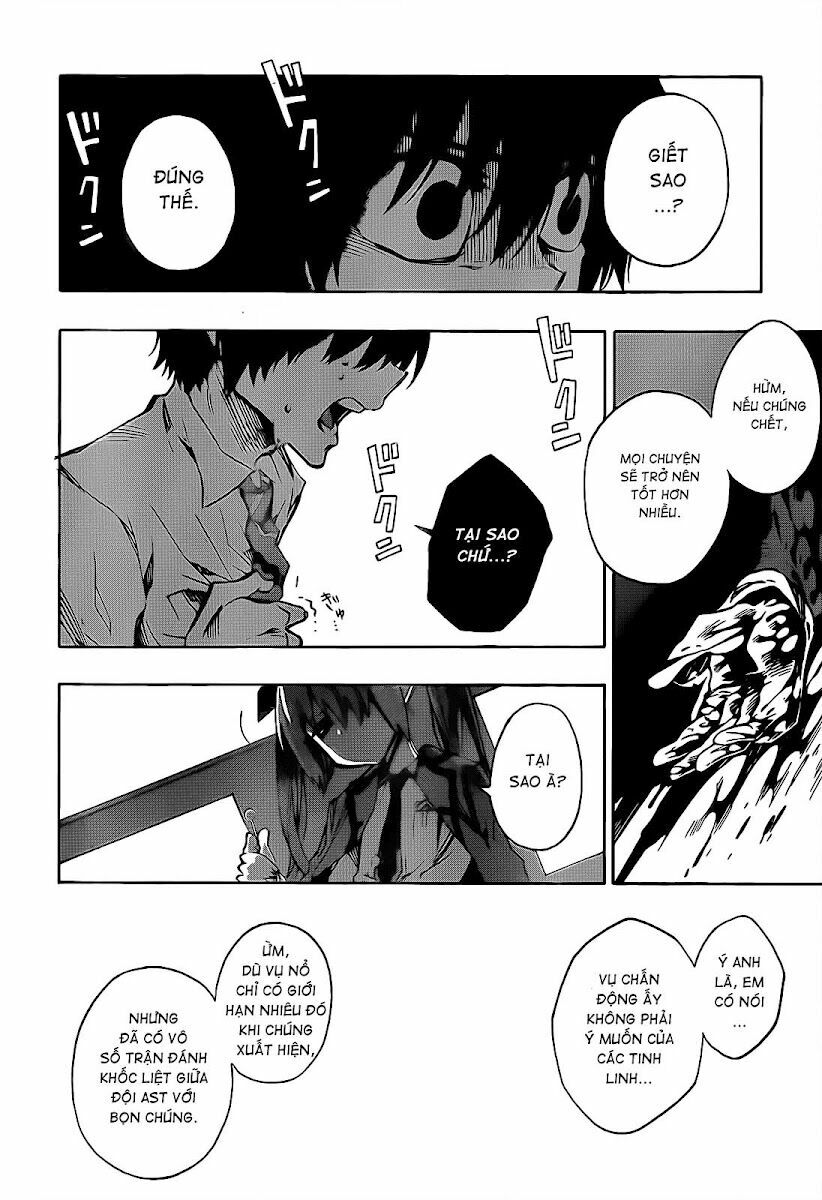 GIẾT
SAO
...?
ドクン
ドクン
ĐÚNG
THẾ.
HỪM,
NẾU CHÚNG
CHẾT,
MỌI CHUYỆN
SẼ TRỞ NÊN
TỐT HƠN
NHIỀU.
ドクン
ドクン
TẠI SAO
CHỨ...?
ぎゅ
TẠI
SAO À?
Ý ANH
LÀ, EM
CÓ NÓI
...
VỤ CHẤN
ĐỘNG ẤY
KHÔNG PHẢI
Ý MUỐN CỦA
CÁC TINH
LINH...
ỪM,
DÙ VỤ NỔ
CHỈ CÓ GIỚI
HẠN NHIÊU ĐÓ
KHI CHÚNG
XUẤT HIỆN,
NHƯNG
ĐÃ CÓ VÔ
SỐ TRẬN ĐÁNH
KHỐC LIỆT GIỮA
ĐỘI AST VỚI
BỌN CHÚNG.